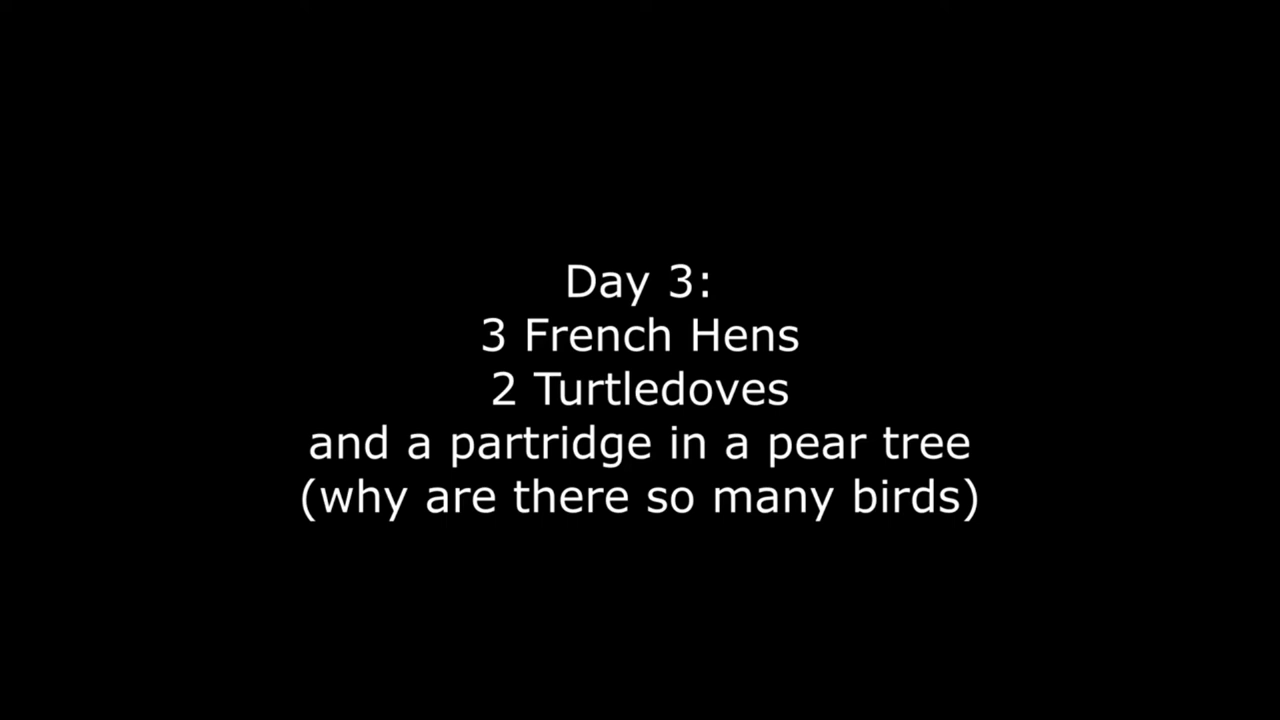 Day 3:
3 French Hens
2 Turtledoves
and a partridge in a pear tree
(why are there so many birds)